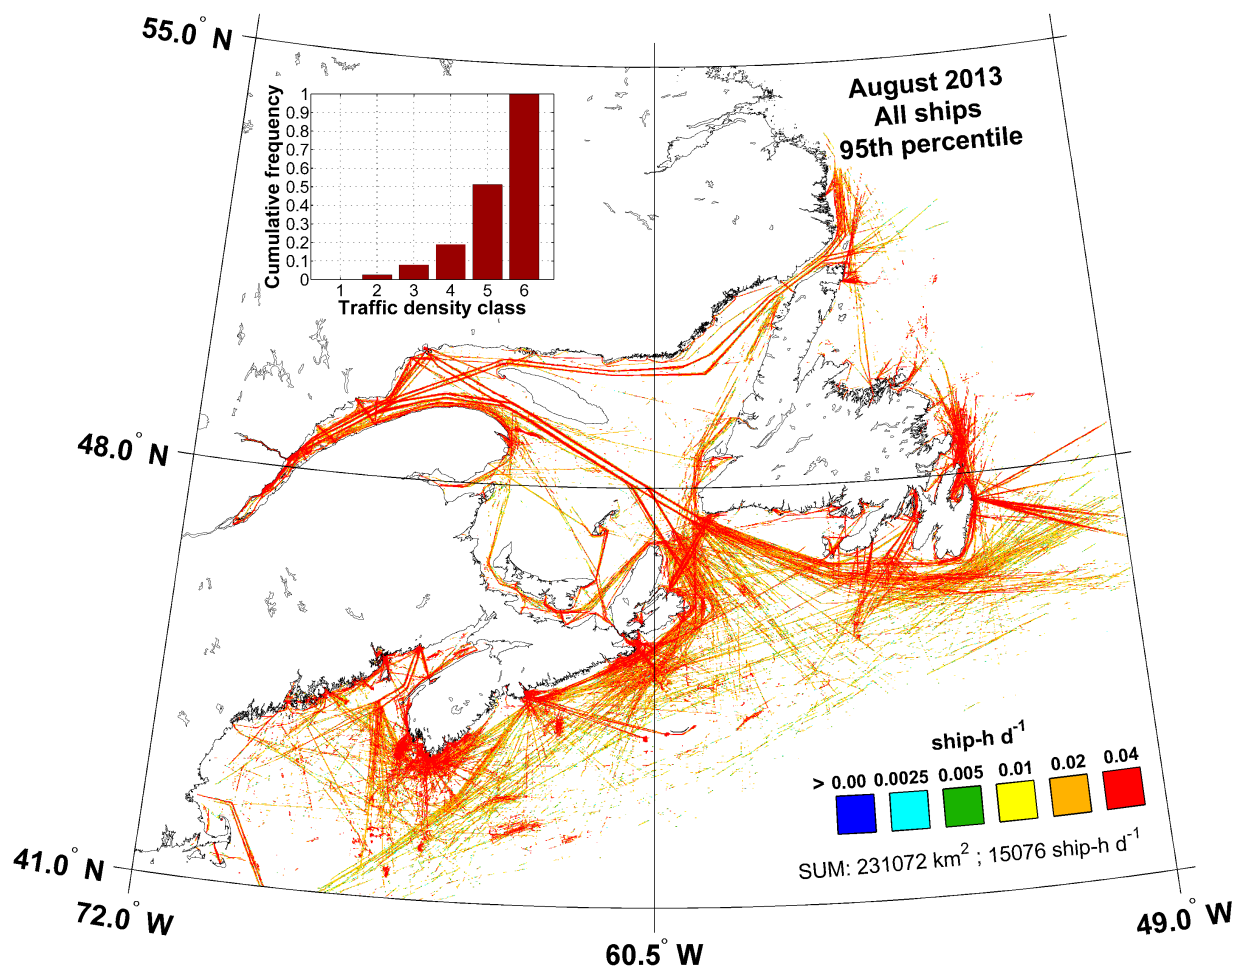 55.0° N
August 2013
All ships
95th percentile
Cumulative frequency
1
0.9
0.8
0.7
0.6
0.5
0.4
0.3
0.2
0.1
0
1 2 3 4 5 6
Traffic density class
48.0° N
ship-h d⁻¹
> 0.00 0.0025 0.005 0.01 0.02 0.04
SUM: 231072 km² ; 15076 ship-h d⁻¹
41.0° N
72.0° W
60.5° W
49.0° W